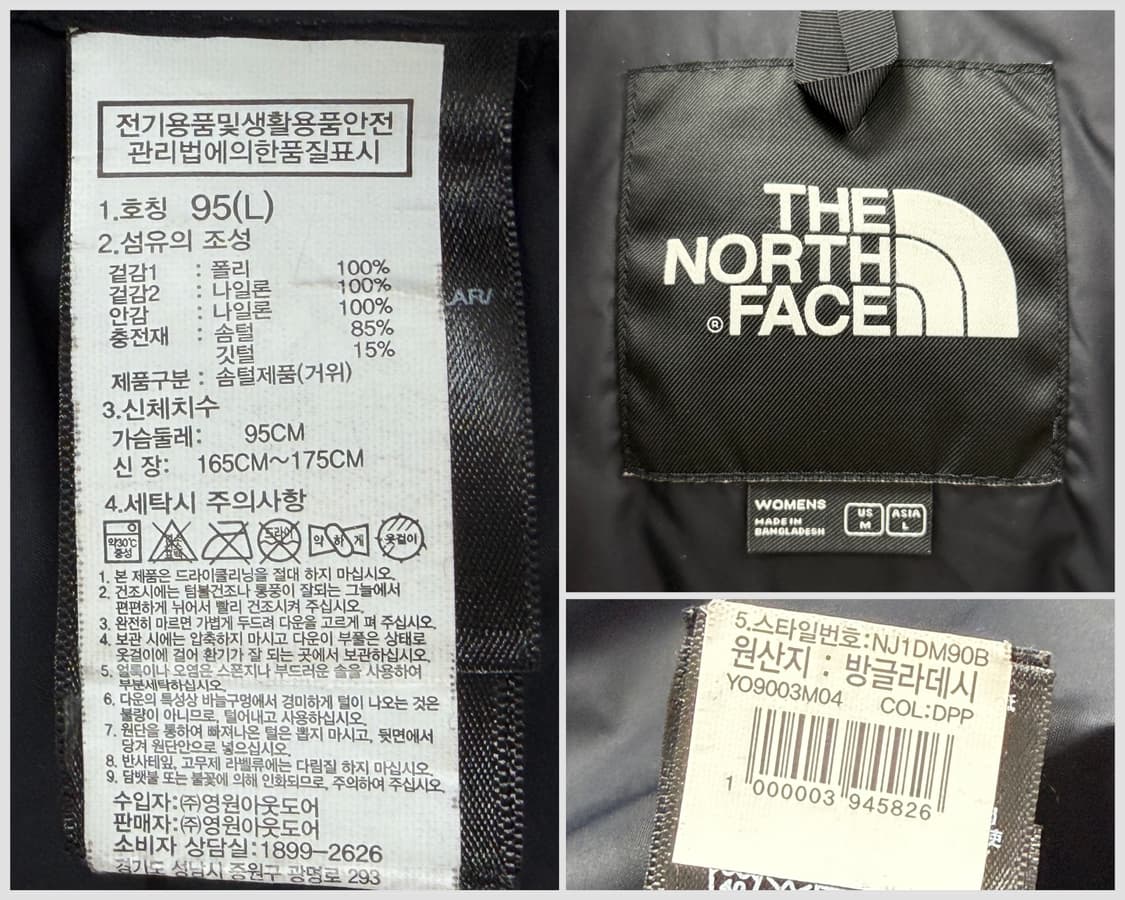 전기용품및생활용품안전
관리법에의한품질표시
1.호칭 95(L)
2.섬유의 조성
겉감1 : 폴리 100%
겉감2 : 나일론 100%
안감 : 나일론 100%
충전재 : 솜털 85%
깃털 15%
제품구분 : 솜털제품(거위)
3.신체치수
가슴둘레: 95CM
신 장: 165CM~175CM
4.세탁시 주의사항
약30℃ 중성
염소 표백
드라이
약하게
옷걸이
1. 본 제품은 드라이클리닝을 절대 하지 마십시오.
2. 건조시에는 텀블건조나 통풍이 잘되는 그늘에서
편편하게 뉘어서 빨리 건조시켜 주십시오.
3. 완전히 마르면 가볍게 두드려 다운을 고르게 펴 주십시오.
4. 보관 시에는 압축하지 마시고 다운이 부풀은 상태로
옷걸이에 걸어 환기가 잘 되는 곳에서 보관하십시오.
5. 얼룩이나 오염은 스폰지나 부드러운 솔을 사용하여
부분세탁하십시오.
6. 다운의 특성상 바늘구멍에서 경미하게 털이 나오는 것은
불량이 아니므로, 털어내고 사용하십시오.
7. 원단을 통하여 빠져나온 털은 뽑지 마시고, 뒷면에서
당겨 원단안으로 넣으십시오.
8. 반사테잎, 고무제 라벨류에는 다림질 하지 마십시오.
9. 담뱃불 또는 불꽃에 의해 인화되므로, 주의하여 주십시오.
수입자:㈜영원아웃도어
판매자:㈜영원아웃도어
소비자 상담실:1899-2626
경기도 성남시 중원구 광명로 293
THE
NORTH
® FACE
WOMENS
MADE IN
BANGLADESH
US M
ASIA L
5.스타일번호:NJ1DM90B
원산지 : 방글라데시
YO9003M04 COL:DPP
1 000003 945826